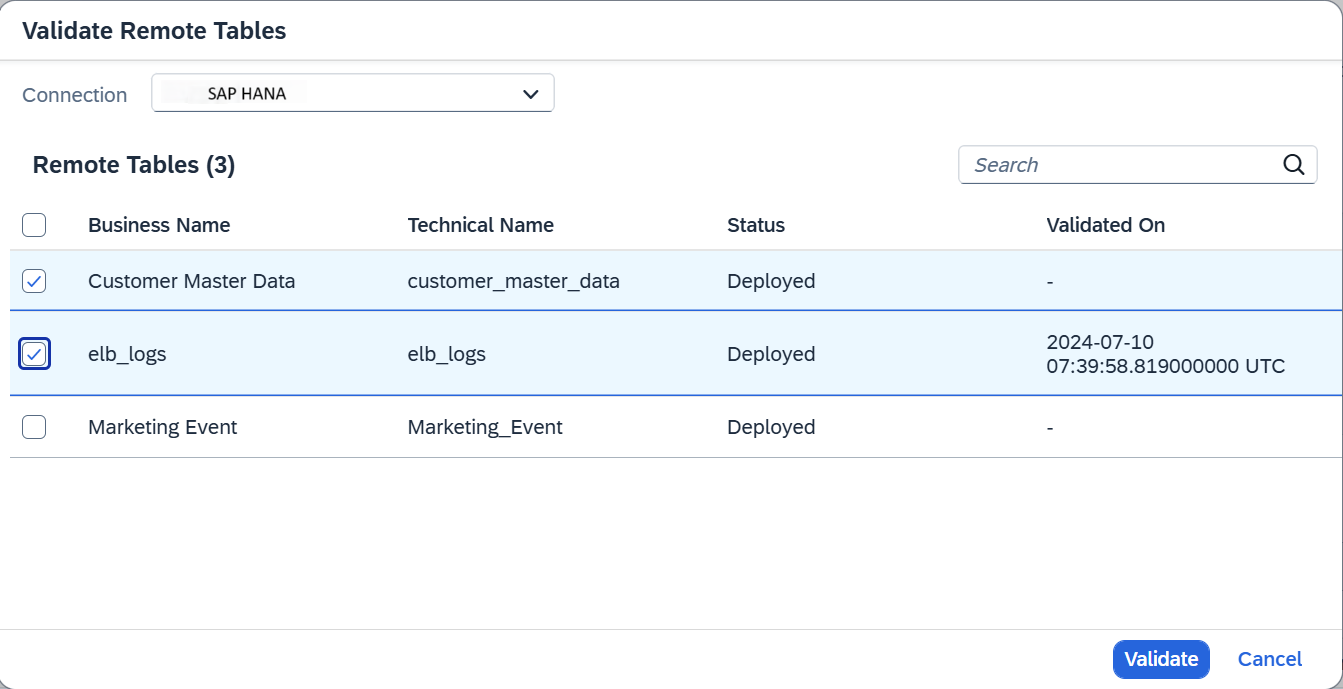 Validate Remote Tables
Connection SAP HANA
Remote Tables (3) Search
Business Name Technical Name Status Validated On
Customer Master Data customer_master_data Deployed -
elb_logs elb_logs Deployed 2024-07-10
07:39:58.819000000 UTC
Marketing Event Marketing_Event Deployed -
Validate Cancel